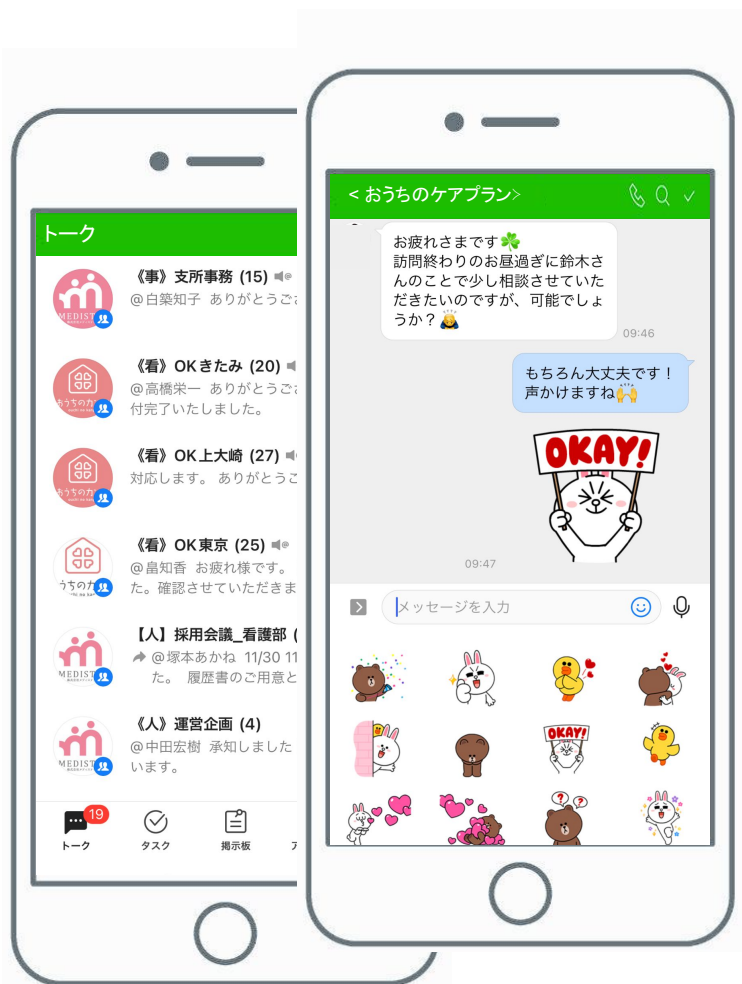 トーク
《事》支所事務 (15)
@白築知子 ありがとうご
MEDIST
《看》OKきたみ (20)
@高橋栄一 ありがとうご
付完了いたしました。
おうちのカ
《看》OK上大崎 (27)
対応します。 ありがとうこ
おうちのカ
《看》OK東京 (25)
@畠知香 お疲れ様です。
た。確認させていただきま
うちのカ
【人】採用会議_看護部 (
@塚本あかね 11/30 11
た。 履歴書のご用意と
MEDIST
《人》運営企画 (4)
@中田宏樹 承知しました
います。
MEDIST
19
トーク
タスク
掲示板
ア
<おうちのケアプラン>
お疲れさまです☘️
訪問終わりのお昼過ぎに鈴木さ
んのことで少し相談させていた
だきたいのですが、可能でしょ
うか？🙇
09:46
もちろん大丈夫です！
声かけますね🙌
OKAY!
09:47
メッセージを入力
OKAY!